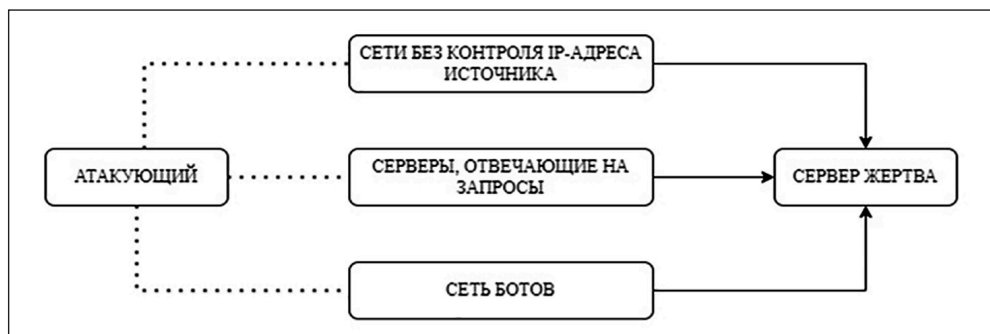 СЕТИ БЕЗ КОНТРОЛЯ IP-АДРЕСА
ИСТОЧНИКА
АТАКУЮЩИЙ
СЕРВЕРЫ, ОТВЕЧАЮЩИЕ НА
ЗАПРОСЫ
СЕРВЕР ЖЕРТВА
СЕТЬ БОТОВ